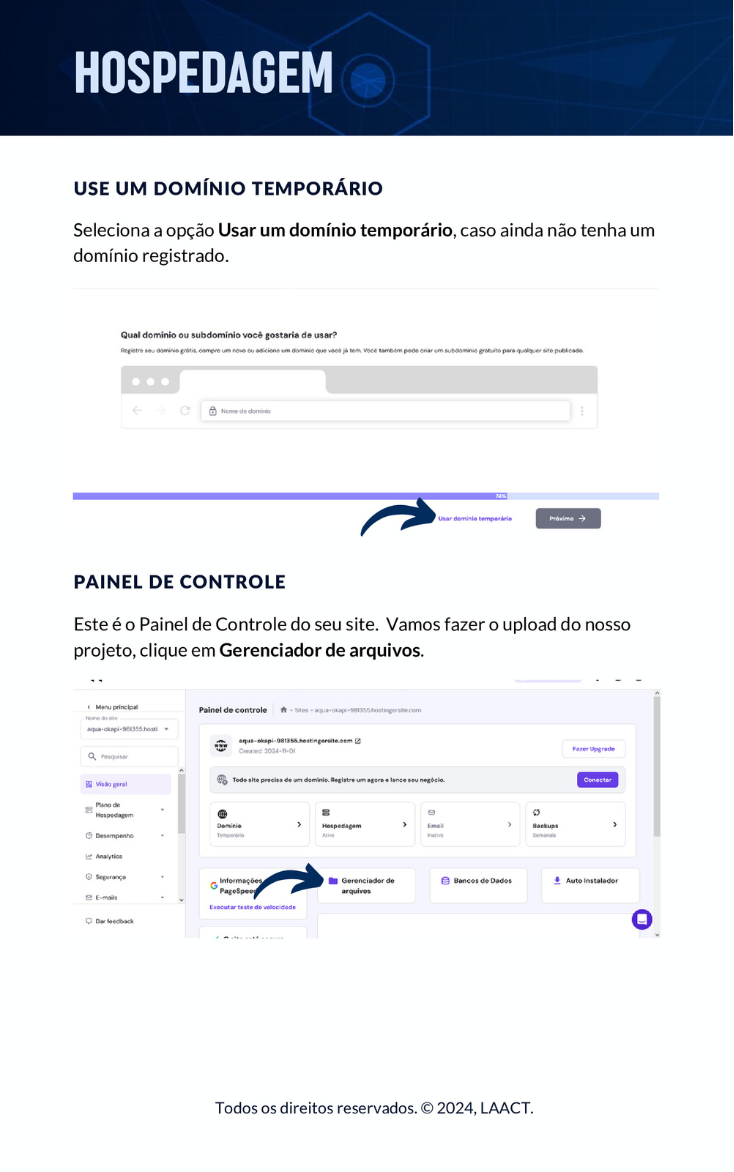 HOSPEDAGEM
USE UM DOMÍNIO TEMPORÁRIO
Seleciona a opção Usar um domínio temporário, caso ainda não tenha um
domínio registrado.
Qual domínio ou subdomínio você gostaria de usar?
Registre seu domínio grátis, compre um novo ou adicione um domínio que você já tem. Você também pode criar um subdomínio gratuito para qualquer site publicado.
Nome de domínio
74%
Usar domínio temporário
Próximo →
PAINEL DE CONTROLE
Este é o Painel de Controle do seu site. Vamos fazer o upload do nosso
projeto, clique em Gerenciador de arquivos.
Menu principal
Nome do site
aqua-okapi-981355.hosti
Pesquisar
Visão geral
Plano de
Hospedagem
Desempenho
Analytics
Segurança
E-mails
Dar feedback
Painel de controle
- Sites - aqua-okapi-981355.hostingersite.com
aqua-okapi-981355.hostingersite.com
Created: 2024-11-01
Fazer Upgrade
Todo site precisa de um domínio. Registre um agora e lance seu negócio.
Conectar
Domínio
Temporário
Hospedagem
Ativo
Email
Inativo
Backups
Semanais
Informações
PageSpeed
Executar teste de velocidade
Gerenciador de
arquivos
Bancos de Dados
Auto Instalador
Todos os direitos reservados. © 2024, LAACT.